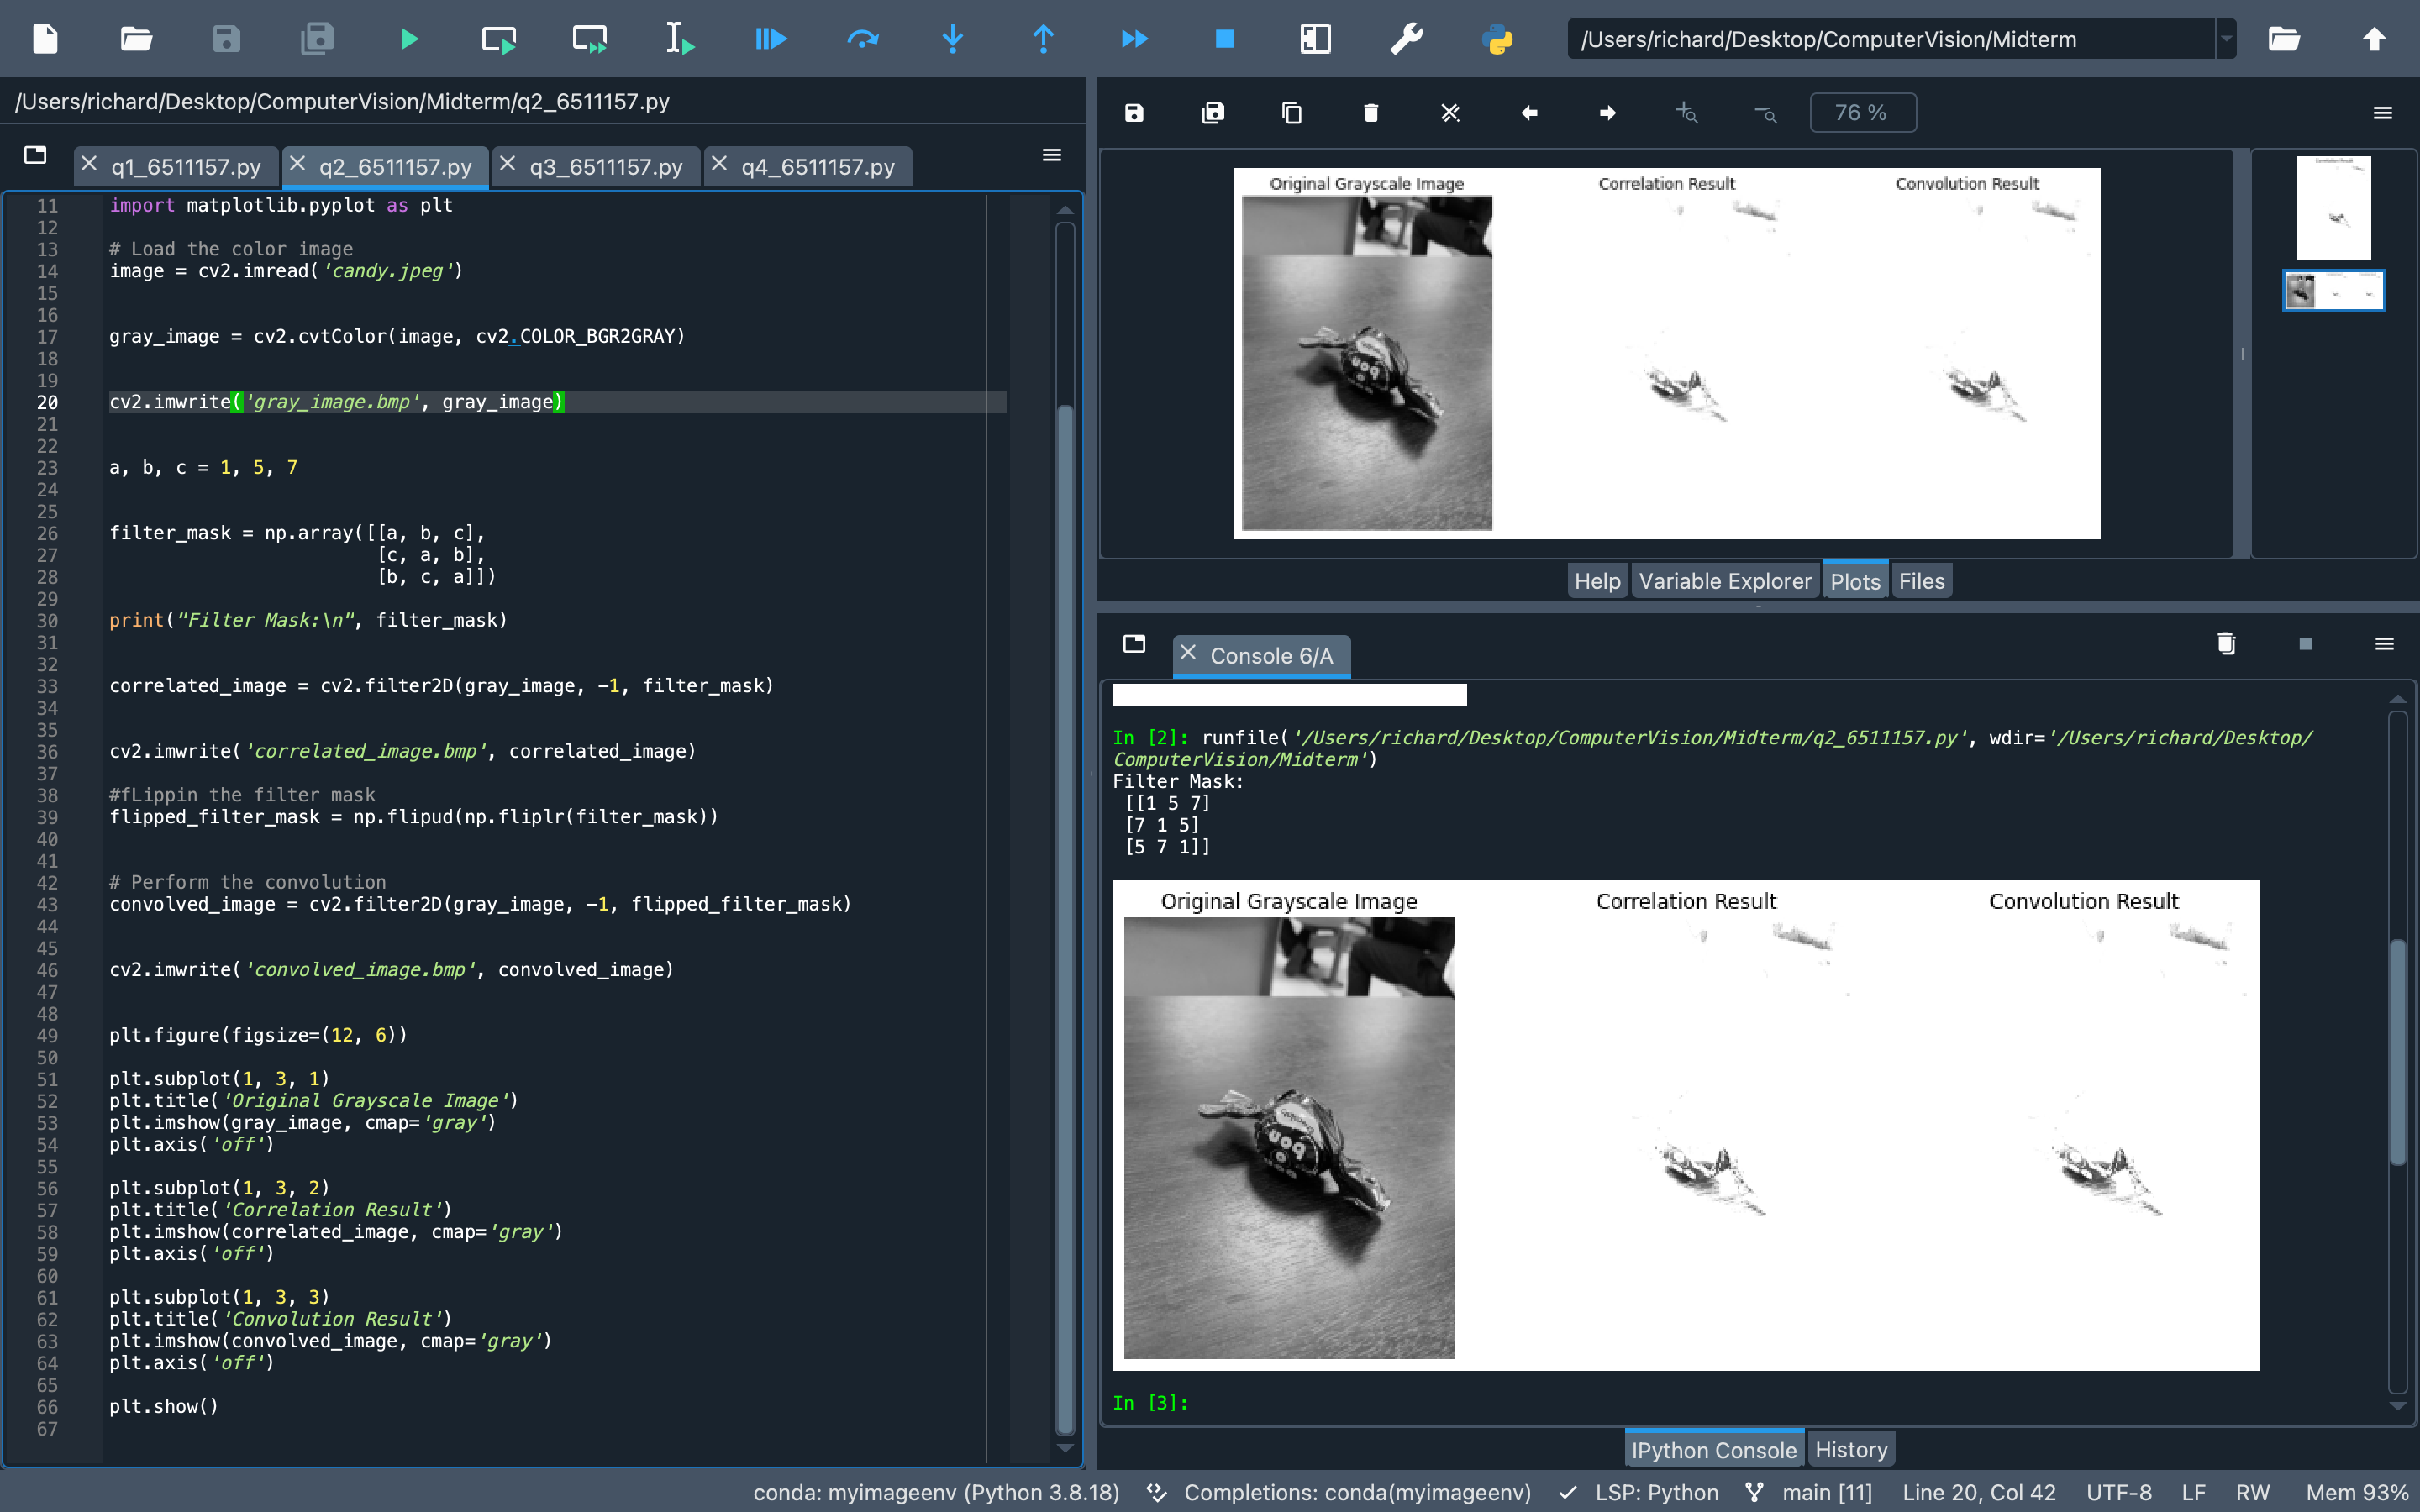 /Users/richard/Desktop/ComputerVision/Midterm
/Users/richard/Desktop/ComputerVision/Midterm/q2_6511157.py
q1_6511157.py
q2_6511157.py
q3_6511157.py
q4_6511157.py
11 import matplotlib.pyplot as plt
12
13 # Load the color image
14 image = cv2.imread('candy.jpeg')
15
16
17 gray_image = cv2.cvtColor(image, cv2.COLOR_BGR2GRAY)
18
19
20 cv2.imwrite('gray_image.bmp', gray_image)
21
22
23 a, b, c = 1, 5, 7
24
25
26 filter_mask = np.array([[a, b, c],
27 [c, a, b],
28 [b, c, a]])
29
30 print("Filter Mask:\n", filter_mask)
31
32
33 correlated_image = cv2.filter2D(gray_image, -1, filter_mask)
34
35
36 cv2.imwrite('correlated_image.bmp', correlated_image)
37
38 #fLippin the filter mask
39 flipped_filter_mask = np.flipud(np.fliplr(filter_mask))
40
41
42 # Perform the convolution
43 convolved_image = cv2.filter2D(gray_image, -1, flipped_filter_mask)
44
45
46 cv2.imwrite('convolved_image.bmp', convolved_image)
47
48
49 plt.figure(figsize=(12, 6))
50
51 plt.subplot(1, 3, 1)
52 plt.title('Original Grayscale Image')
53 plt.imshow(gray_image, cmap='gray')
54 plt.axis('off')
55
56 plt.subplot(1, 3, 2)
57 plt.title('Correlation Result')
58 plt.imshow(correlated_image, cmap='gray')
59 plt.axis('off')
60
61 plt.subplot(1, 3, 3)
62 plt.title('Convolution Result')
63 plt.imshow(convolved_image, cmap='gray')
64 plt.axis('off')
65
66 plt.show()
67
76 %
Original Grayscale Image
Correlation Result
Convolution Result
Correlation Result
Help
Variable Explorer
Plots
Files
Console 6/A
In [2]: runfile('/Users/richard/Desktop/ComputerVision/Midterm/q2_6511157.py', wdir='/Users/richard/Desktop/
ComputerVision/Midterm')
Filter Mask:
[[1 5 7]
[7 1 5]
[5 7 1]]
Original Grayscale Image
Correlation Result
Convolution Result
In [3]:
IPython Console
History
conda: myimageenv (Python 3.8.18)
Completions: conda(myimageenv)
LSP: Python
main [11]
Line 20, Col 42
UTF-8
LF
RW
Mem 93%